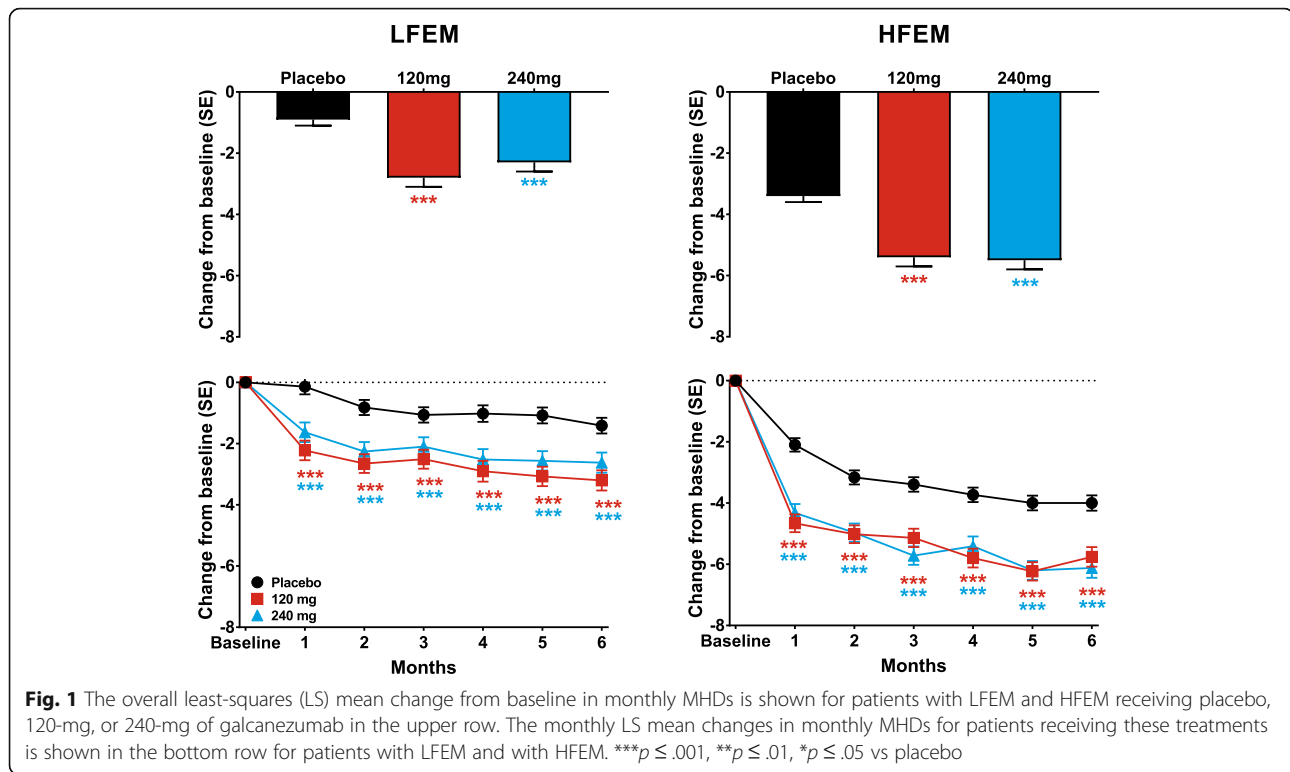 LFEM
HFEM
Placebo 120mg 240mg
Placebo 120mg 240mg
Change from baseline (SE)
0
-2
-4
-6
-8
***
***
Change from baseline (SE)
0
-2
-4
-6
-8
***
***
Change from baseline (SE)
0
-2
-4
-6
-8
*** *** *** *** *** ***
*** *** *** *** *** ***
Placebo
120 mg
240 mg
Baseline 1 2 3 4 5 6
Months
Change from baseline (SE)
0
-2
-4
-6
-8
*** *** *** *** *** ***
*** *** *** *** *** ***
Baseline 1 2 3 4 5 6
Months
Fig. 1 The overall least-squares (LS) mean change from baseline in monthly MHDs is shown for patients with LFEM and HFEM receiving placebo,
120-mg, or 240-mg of galcanezumab in the upper row. The monthly LS mean changes in monthly MHDs for patients receiving these treatments
is shown in the bottom row for patients with LFEM and with HFEM. ***p ≤ .001, **p ≤ .01, *p ≤ .05 vs placebo